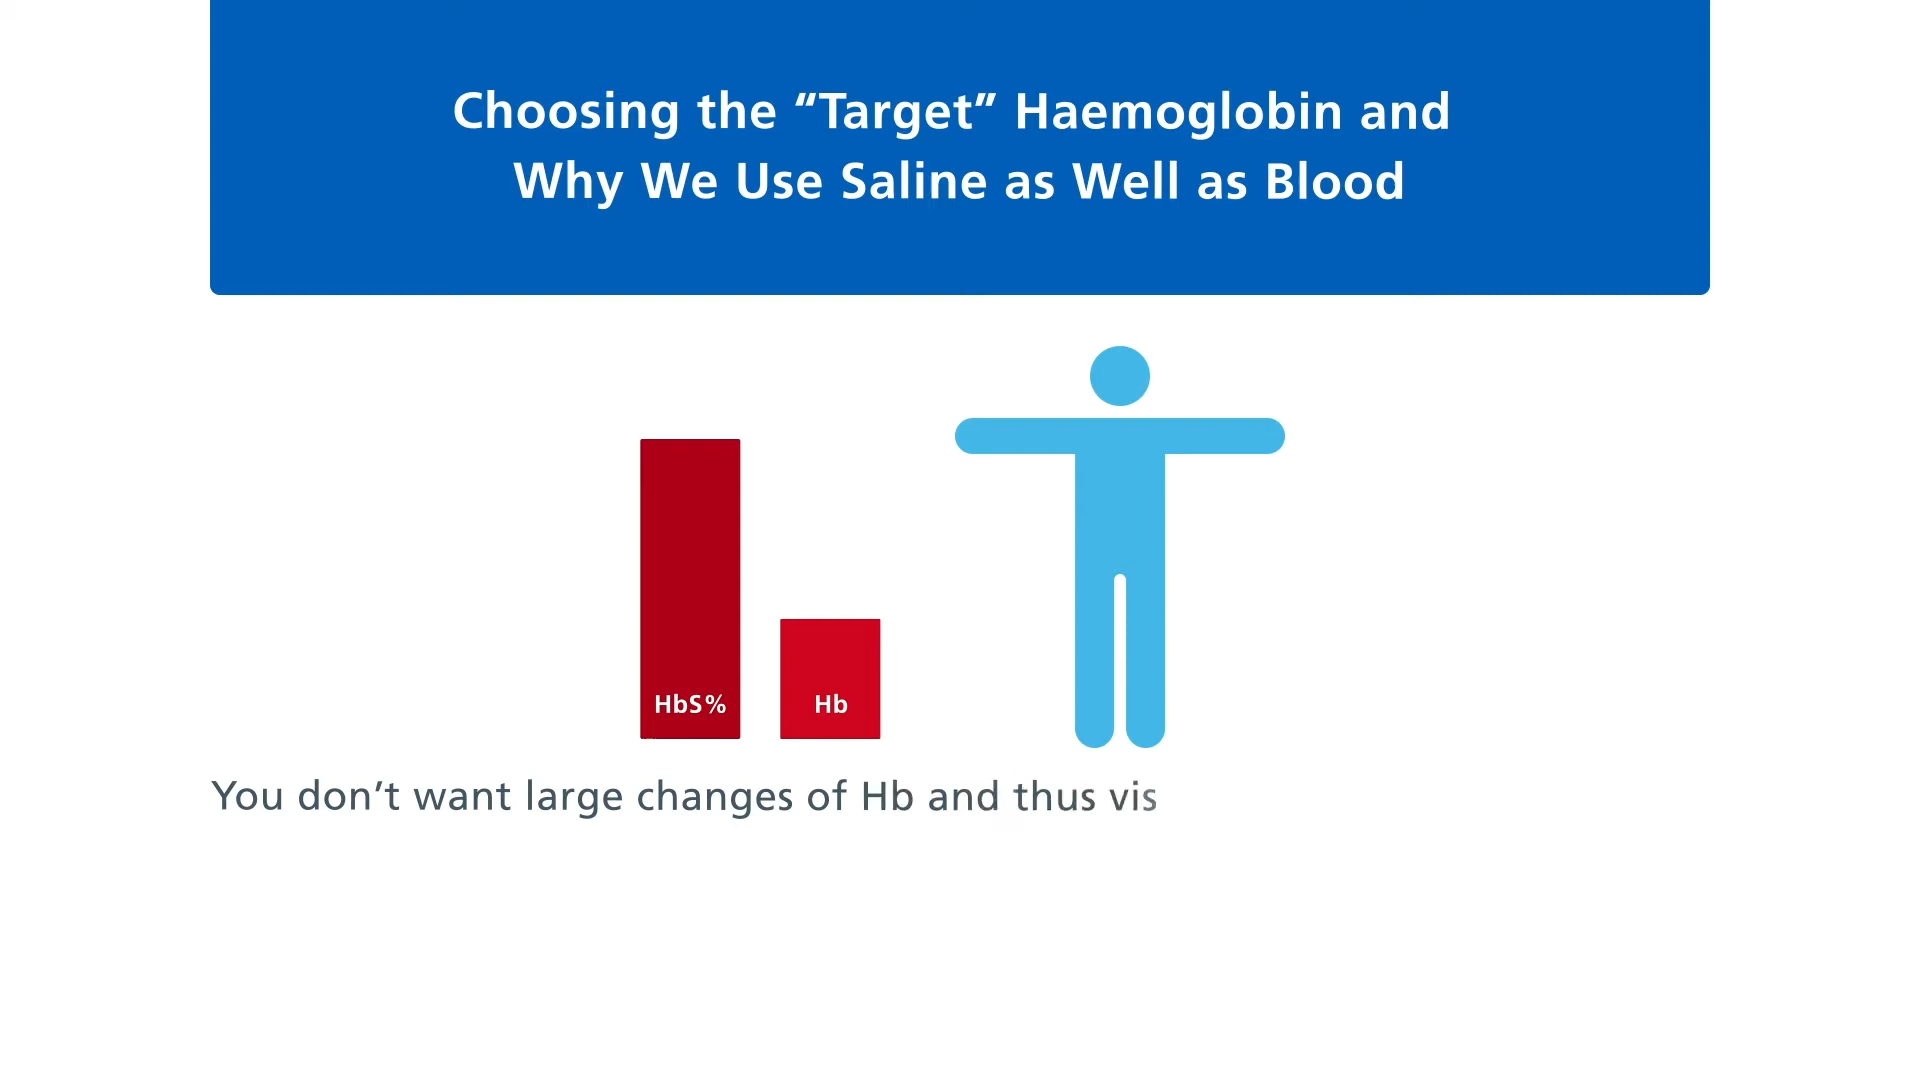 Choosing the “Target” Haemoglobin and
Why We Use Saline as Well as Blood
HbS%
Hb
You don’t want large changes of Hb and thus vis